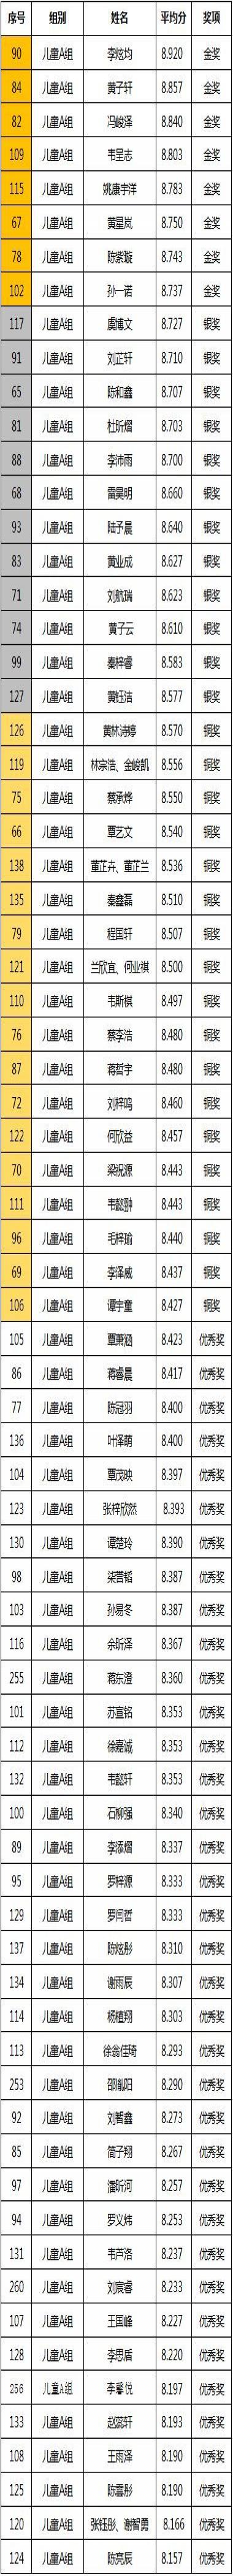 序号 组别 姓名 平均分 奖项
90 儿童A组 李炫均 8.920 金奖
84 儿童A组 黄子轩 8.857 金奖
82 儿童A组 冯峻泽 8.840 金奖
109 儿童A组 韦呈志 8.803 金奖
115 儿童A组 姚康宇洋 8.783 金奖
67 儿童A组 黄星岚 8.750 金奖
78 儿童A组 陈紫璇 8.743 金奖
102 儿童A组 孙一诺 8.737 金奖
117 儿童A组 虞博文 8.727 银奖
91 儿童A组 刘芷轩 8.710 银奖
65 儿童A组 陈和鑫 8.707 银奖
81 儿童A组 杜昕熠 8.703 银奖
88 儿童A组 李沛雨 8.700 银奖
68 儿童A组 雷昊明 8.660 银奖
93 儿童A组 陆予晨 8.640 银奖
83 儿童A组 黄业成 8.627 银奖
71 儿童A组 刘航瑞 8.623 银奖
74 儿童A组 黄子云 8.610 银奖
99 儿童A组 秦梓睿 8.583 银奖
127 儿童A组 黄钰洁 8.577 银奖
126 儿童A组 黄林诗婷 8.570 铜奖
119 儿童A组 林宗浩、金峻凯 8.556 铜奖
75 儿童A组 蔡承烨 8.550 铜奖
66 儿童A组 覃艺文 8.540 铜奖
138 儿童A组 董芷卉、董芷兰 8.536 铜奖
135 儿童A组 秦鑫磊 8.510 铜奖
79 儿童A组 程国轩 8.507 铜奖
121 儿童A组 兰欣宜、何业祺 8.500 铜奖
110 儿童A组 韦斯棋 8.497 铜奖
76 儿童A组 蔡李浩 8.480 铜奖
87 儿童A组 蒋哲宇 8.480 铜奖
72 儿童A组 刘梓鸣 8.460 铜奖
122 儿童A组 何欣益 8.457 铜奖
70 儿童A组 梁祝源 8.443 铜奖
111 儿童A组 韦懿翀 8.443 铜奖
96 儿童A组 毛梓瑜 8.440 铜奖
69 儿童A组 李泽威 8.437 铜奖
106 儿童A组 谭宇童 8.427 铜奖
105 儿童A组 覃萧涵 8.423 优秀奖
86 儿童A组 蒋睿晨 8.417 优秀奖
77 儿童A组 陈冠羽 8.400 优秀奖
136 儿童A组 叶泽萌 8.400 优秀奖
104 儿童A组 覃茂映 8.397 优秀奖
123 儿童A组 张梓欣然 8.393 优秀奖
130 儿童A组 谭楚玲 8.390 优秀奖
98 儿童A组 8.387 优秀奖
103 儿童A组 孙易冬 8.387 优秀奖
116 儿童A组 余昕泽 8.367 优秀奖
255 儿童A组 蒋东澄 8.360 优秀奖
101 儿童A组 苏宣铭 8.353 优秀奖
112 儿童A组 徐嘉诚 8.353 优秀奖
132 儿童A组 韦懿轩 8.353 优秀奖
100 儿童A组 石柳强 8.340 优秀奖
89 儿童A组 李添熠 8.337 优秀奖
95 儿童A组 罗梓源 8.333 优秀奖
129 儿童A组 罗闫哲 8.333 优秀奖
137 儿童A组 陈炫彤 8.310 优秀奖
134 儿童A组 谢雨辰 8.307 优秀奖
114 儿童A组 杨植翔 8.303 优秀奖
113 儿童A组 徐翁佳琦 8.293 优秀奖
253 儿童A组 邵胤阳 8.290 优秀奖
92 儿童A组 刘智鑫 8.273 优秀奖
85 儿童A组 简子翔 8.267 优秀奖
97 儿童A组 潘昕河 8.257 优秀奖
94 儿童A组 罗义炜 8.253 优秀奖
131 儿童A组 韦芦洛 8.237 优秀奖
260 儿童A组 刘宸睿 8.233 优秀奖
107 儿童A组 王国峰 8.227 优秀奖
128 儿童A组 李思盾 8.220 优秀奖
256 儿童A组 李馨悦 8.197 优秀奖
133 儿童A组 赵蕊轩 8.193 优秀奖
108 儿童A组 王雨泽 8.190 优秀奖
125 儿童A组 陈雲彤 8.190 优秀奖
120 儿童A组 张钰彤、谢智勇 8.166 优秀奖
124 儿童A组 陈亮辰 8.157 优秀奖